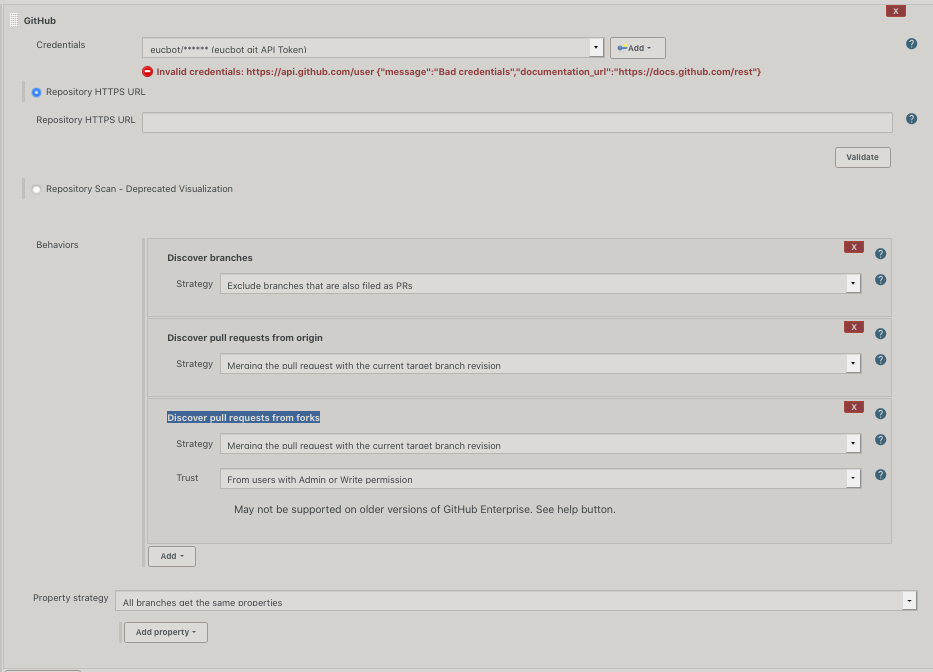 X
GitHub
Credentials
eucbot/****** (eucbot git API Token)
Add
?
Invalid credentials: https://api.github.com/user {"message":"Bad credentials","documentation_url":"https://docs.github.com/rest"}
Repository HTTPS URL
Repository HTTPS URL
?
Validate
Repository Scan - Deprecated Visualization
Behaviors
X
Discover branches
?
Strategy
Exclude branches that are also filed as PRs
?
X
Discover pull requests from origin
?
Strategy
Merging the pull request with the current target branch revision
?
X
Discover pull requests from forks
?
Strategy
Merging the pull request with the current target branch revision
?
Trust
From users with Admin or Write permission
?
May not be supported on older versions of GitHub Enterprise. See help button.
Add
Property strategy
All branches get the same properties
Add property